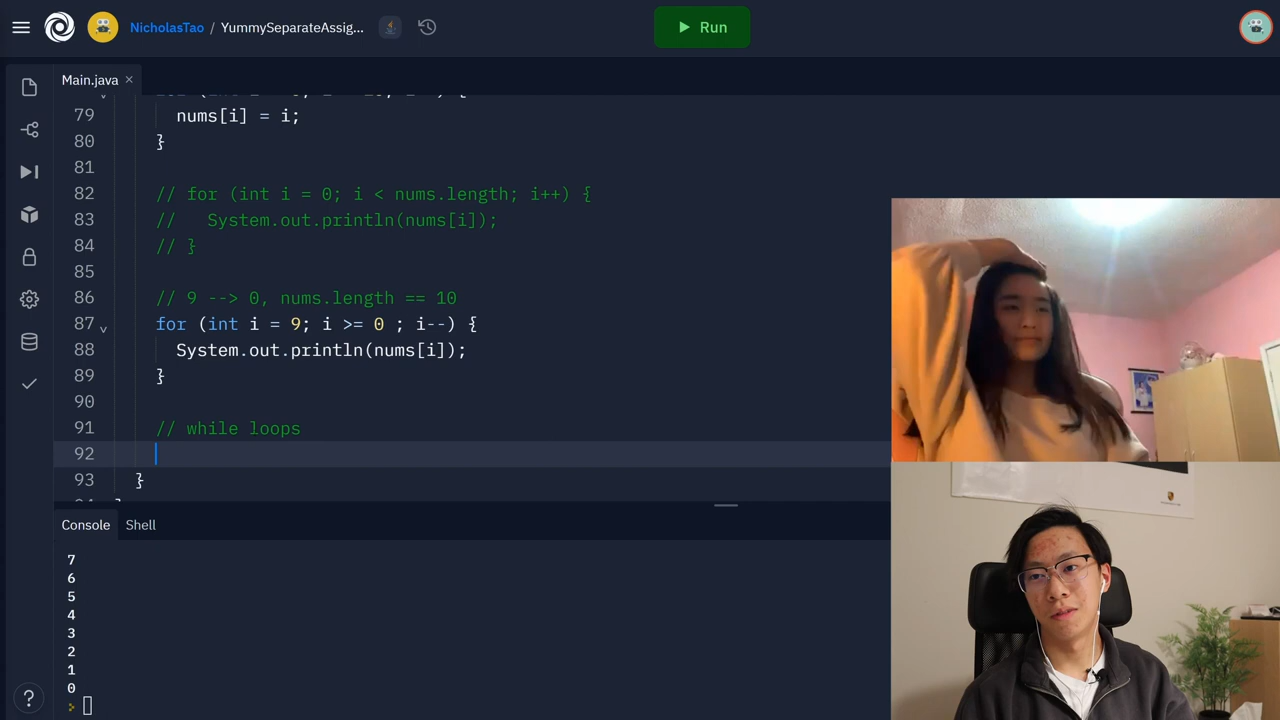 NicholasTao / YummySeparateAssig...
Run
Main.java ×
79 nums[i] = i;
80 }
81
82 // for (int i = 0; i < nums.length; i++) {
83 //   System.out.println(nums[i]);
84 // }
85
86 // 9 --> 0, nums.length == 10
87 for (int i = 9; i >= 0 ; i--) {
88 System.out.println(nums[i]);
89 }
90
91 // while loops
92
93 }
Console Shell
7
6
5
4
3
2
1
0
?